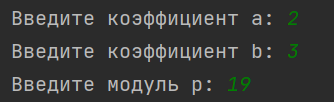 Введите коэффициент a: 2
Введите коэффициент b: 3
Введите модуль p: 19